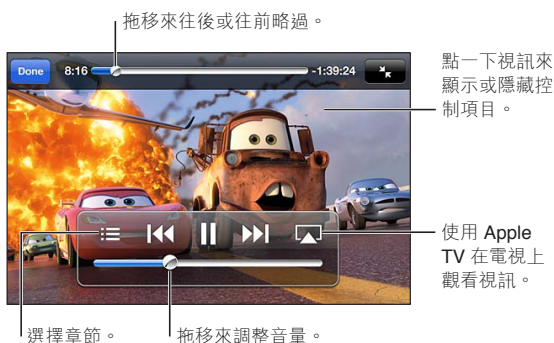 拖移來往後或往前略過。
Done 8:16 -1:39:24
點一下視訊來
顯示或隱藏控
制項目。
使用 Apple
TV 在電視上
觀看視訊。
選擇章節。
拖移來調整音量。